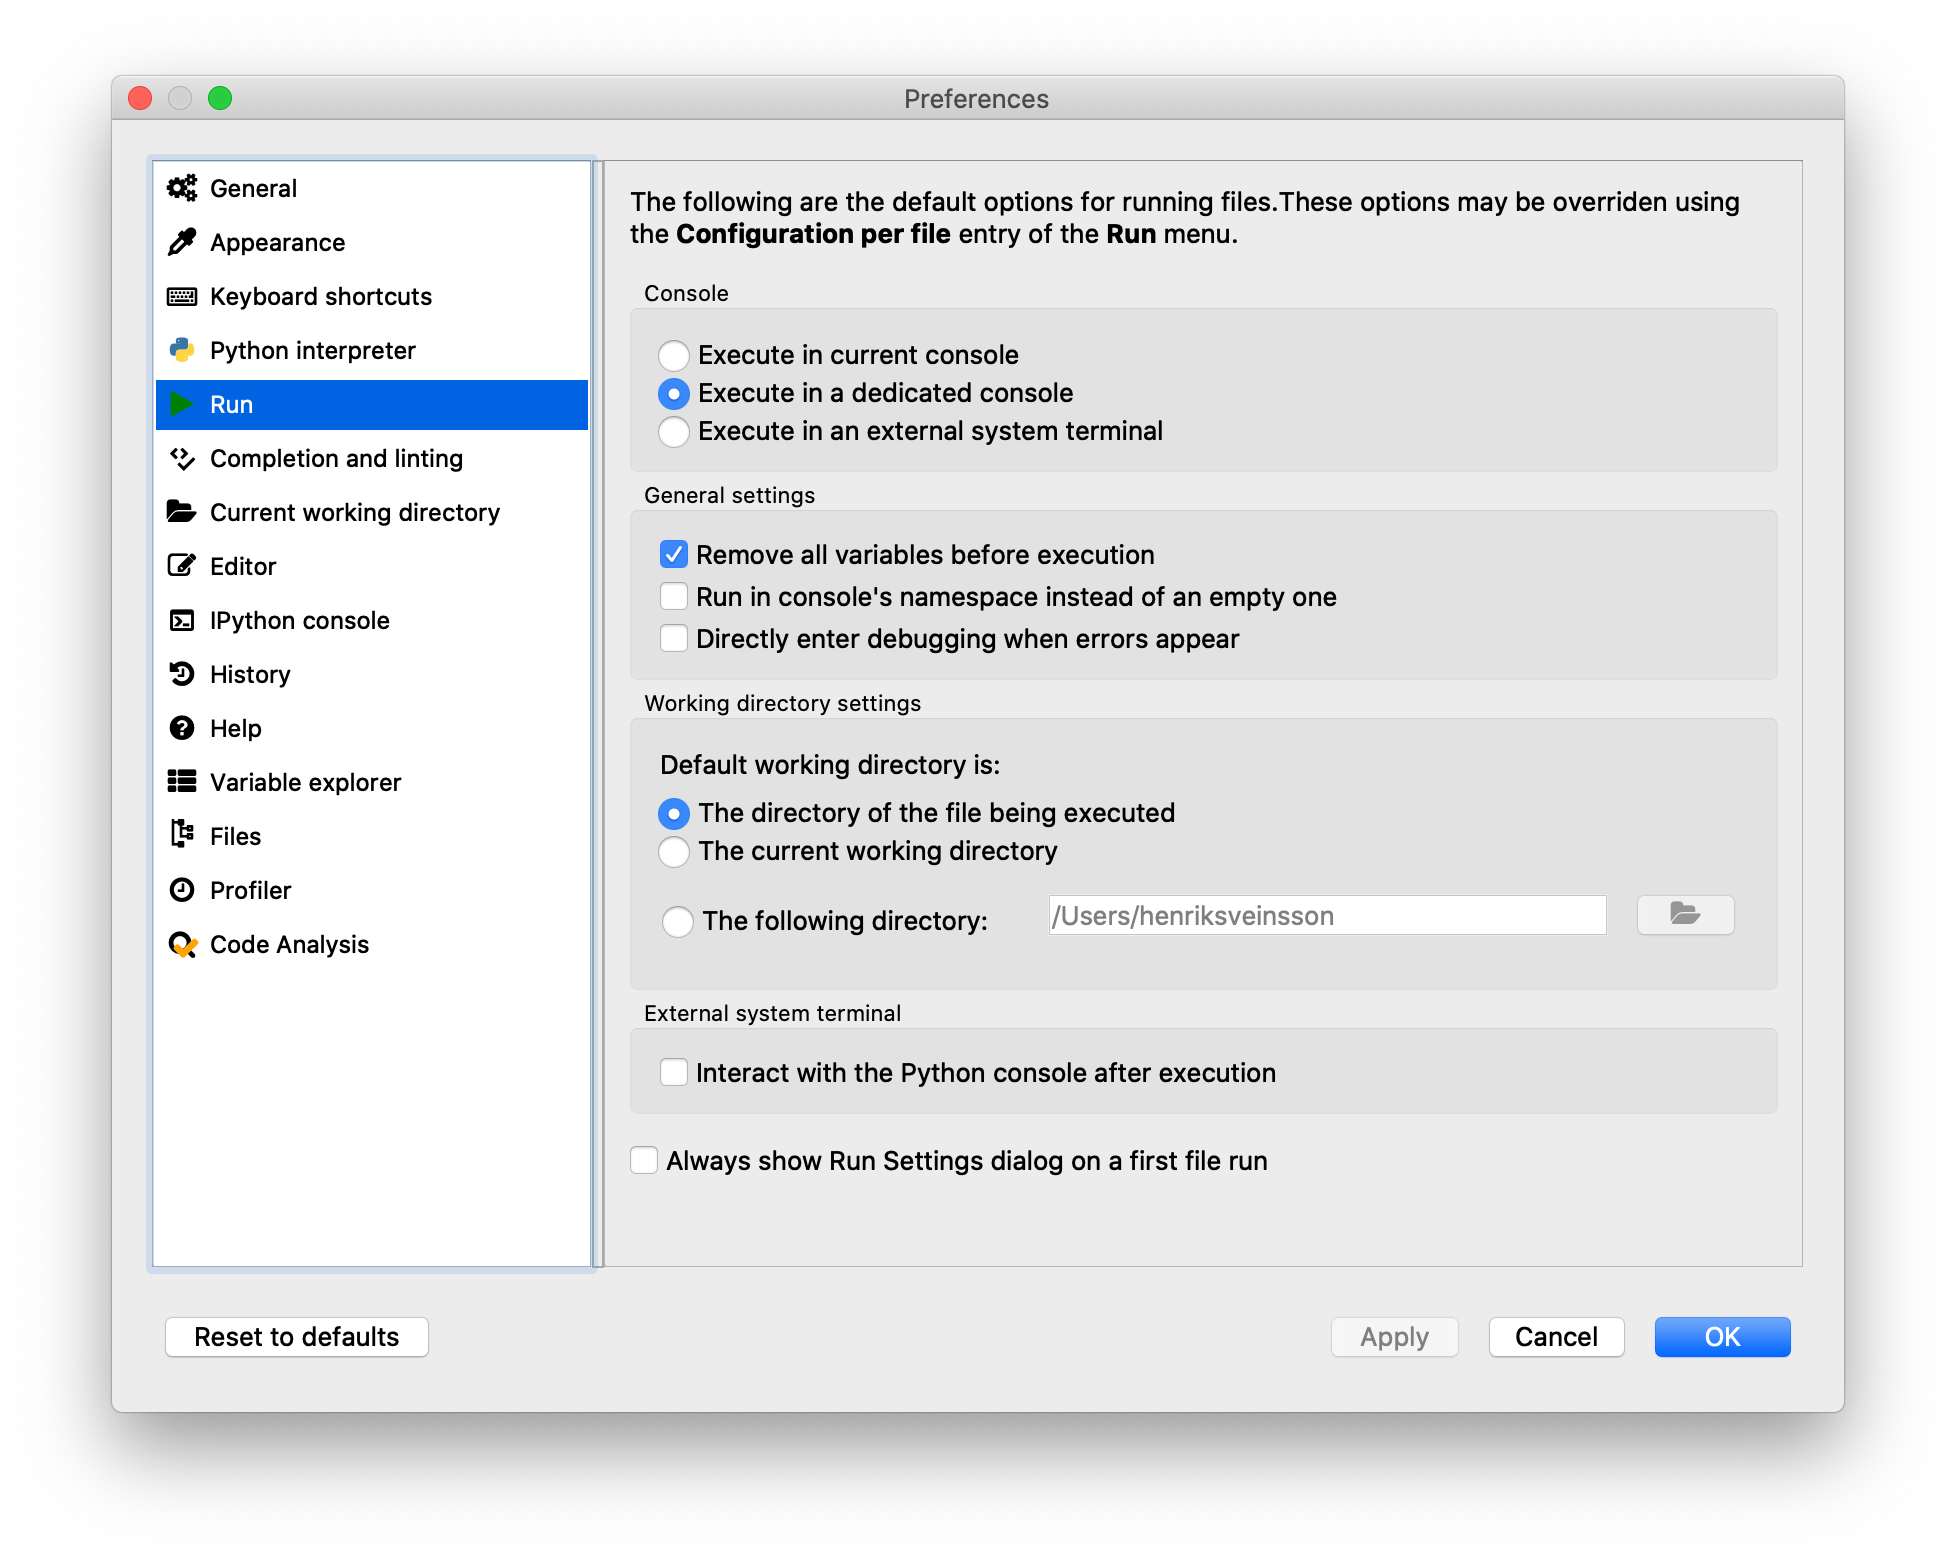 Preferences
General
Appearance
Keyboard shortcuts
Python interpreter
Run
Completion and linting
Current working directory
Editor
IPython console
History
Help
Variable explorer
Files
Profiler
Code Analysis
The following are the default options for running files.These options may be overriden using
the Configuration per file entry of the Run menu.
Console
Execute in current console
Execute in a dedicated console
Execute in an external system terminal
General settings
Remove all variables before execution
Run in console's namespace instead of an empty one
Directly enter debugging when errors appear
Working directory settings
Default working directory is:
The directory of the file being executed
The current working directory
The following directory: /Users/henriksveinsson
External system terminal
Interact with the Python console after execution
Always show Run Settings dialog on a first file run
Reset to defaults Apply Cancel OK